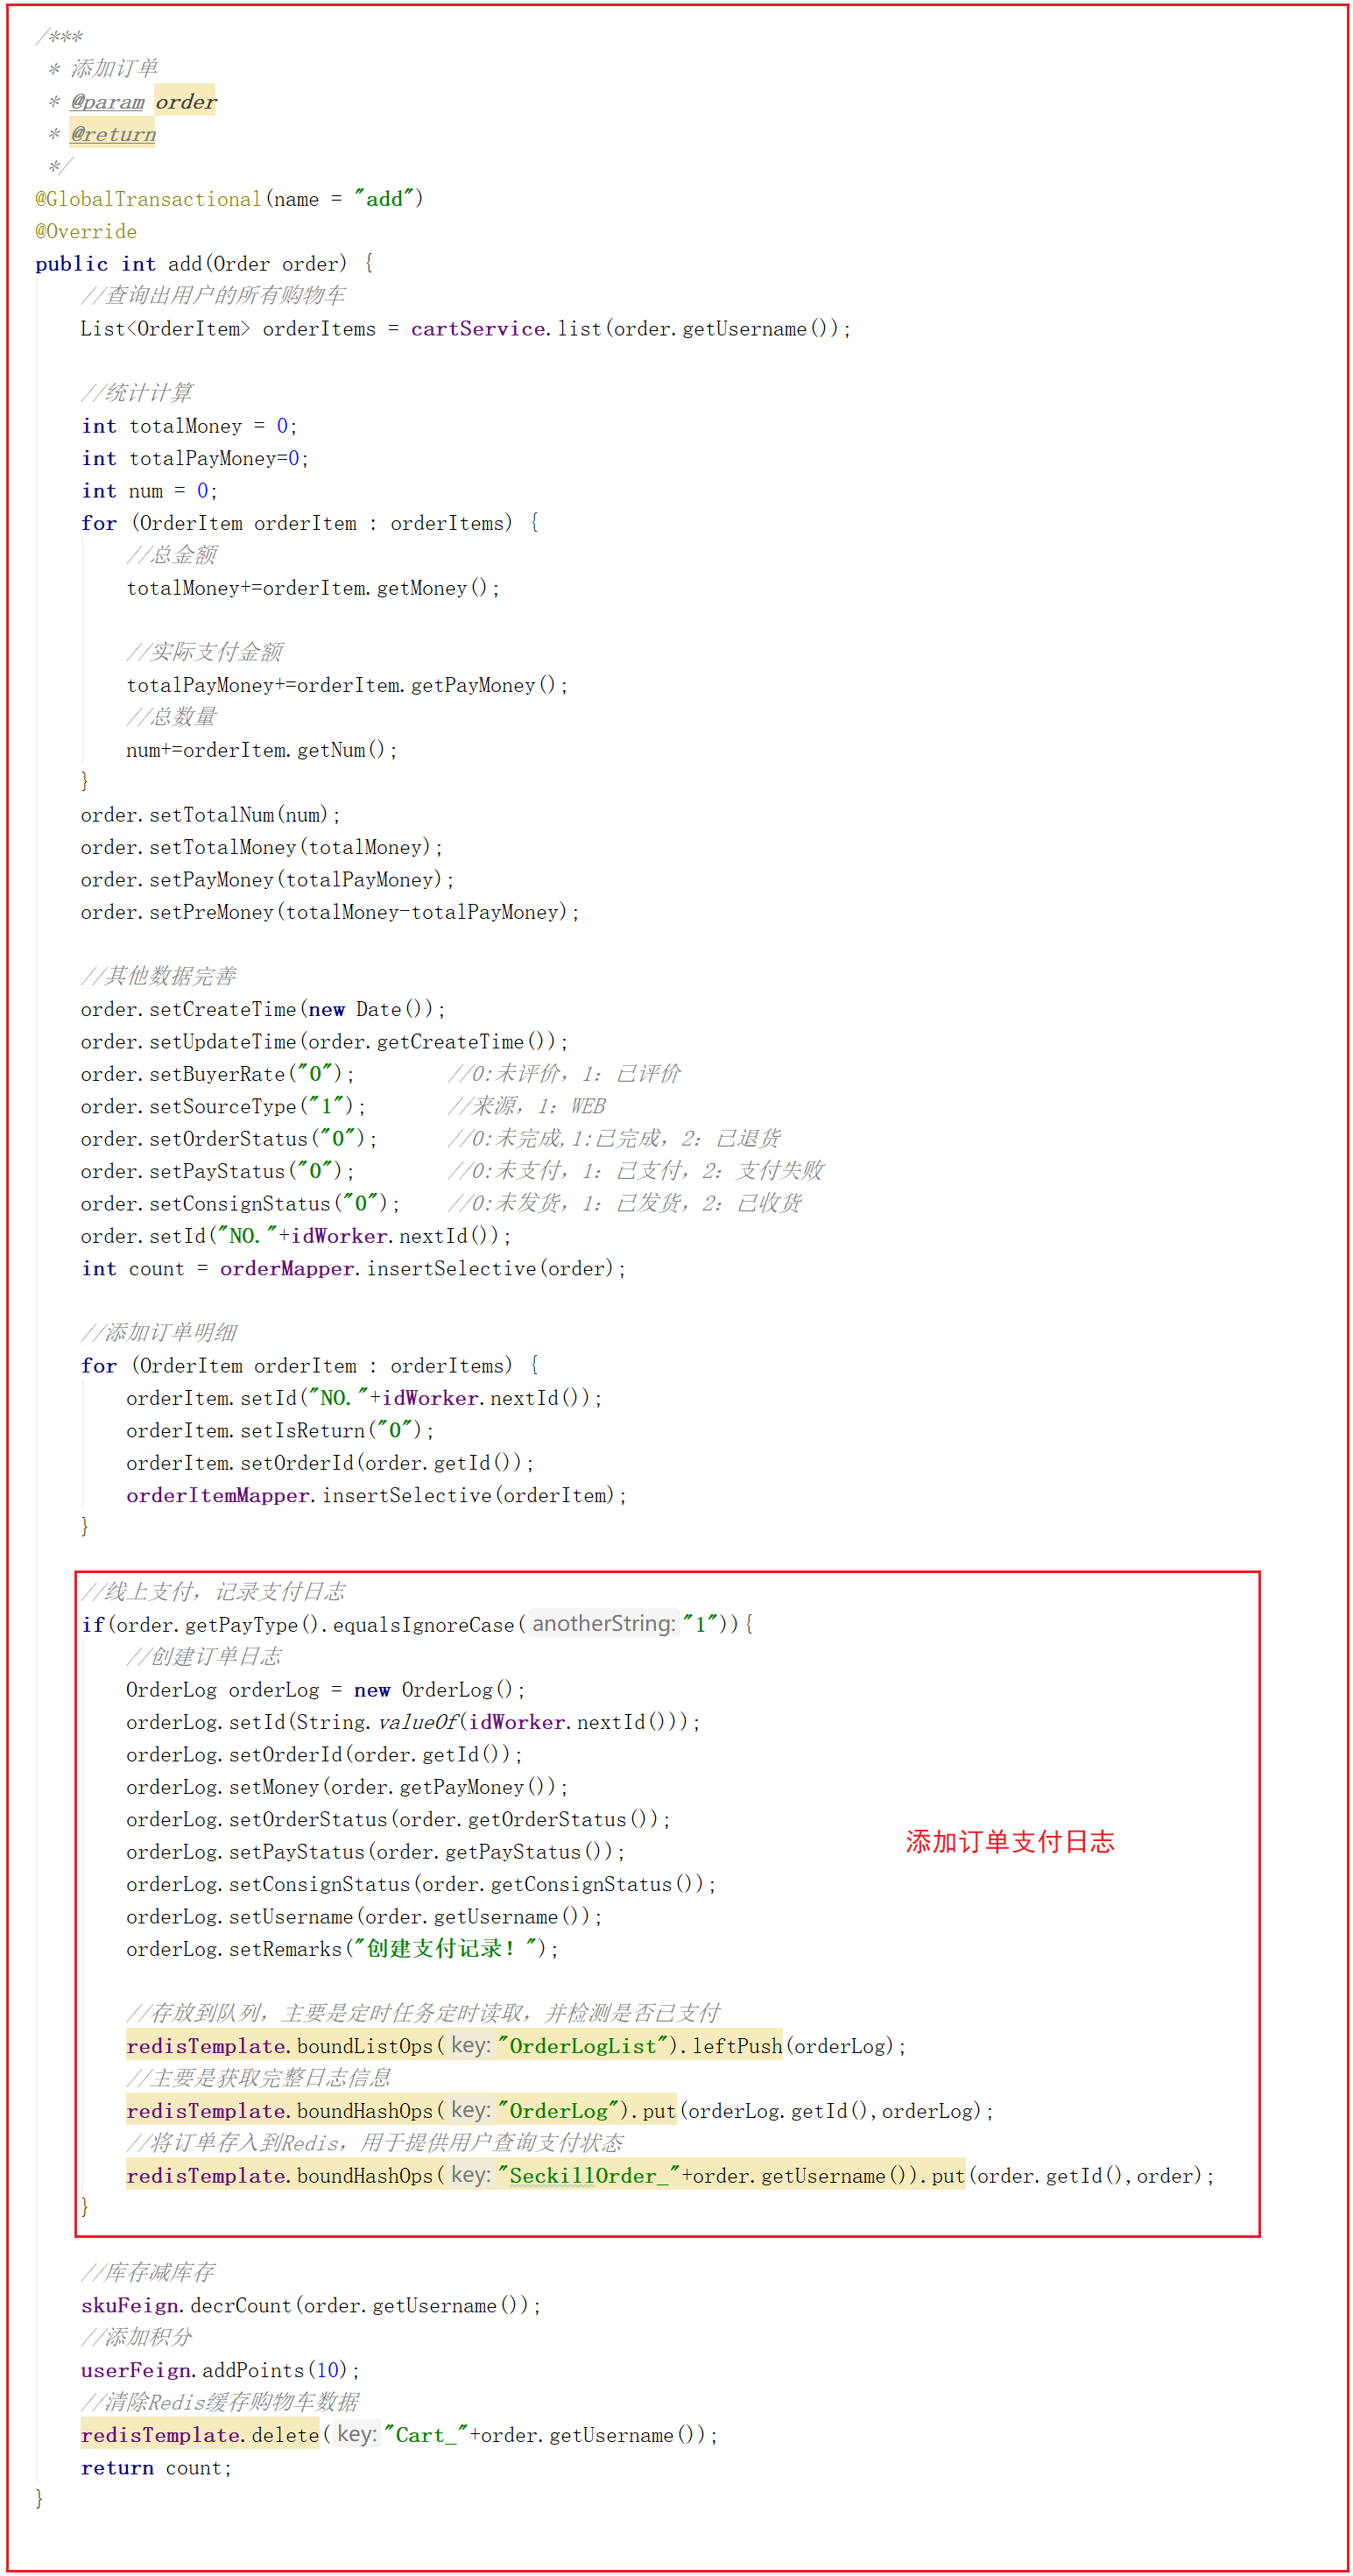 /***
 * 添加订单
 * @param order
 * @return
 */
@GlobalTransactional(name = "add")
@Override
public int add(Order order) {
//查询出用户的所有购物车
List<OrderItem> orderItems = cartService.list(order.getUsername());
//统计计算
int totalMoney = 0;
int totalPayMoney=0;
int num = 0;
for (OrderItem orderItem : orderItems) {
//总金额
totalMoney+=orderItem.getMoney();
//实际支付金额
totalPayMoney+=orderItem.getPayMoney();
//总数量
num+=orderItem.getNum();
}
order.setTotalNum(num);
order.setTotalMoney(totalMoney);
order.setPayMoney(totalPayMoney);
order.setPreMoney(totalMoney-totalPayMoney);
//其他数据完善
order.setCreateTime(new Date());
order.setUpdateTime(order.getCreateTime());
order.setBuyerRate("0"); //0:未评价，1：已评价
order.setSourceType("1"); //来源，1：WEB
order.setOrderStatus("0"); //0:未完成,1:已完成，2：已退货
order.setPayStatus("0"); //0:未支付，1：已支付，2：支付失败
order.setConsignStatus("0"); //0:未发货，1：已发货，2：已收货
order.setId("NO."+idWorker.nextId());
int count = orderMapper.insertSelective(order);
//添加订单明细
for (OrderItem orderItem : orderItems) {
orderItem.setId("NO."+idWorker.nextId());
orderItem.setIsReturn("0");
orderItem.setOrderId(order.getId());
orderItemMapper.insertSelective(orderItem);
}
//线上支付，记录支付日志
if(order.getPayType().equalsIgnoreCase( anotherString: "1")){
//创建订单日志
OrderLog orderLog = new OrderLog();
orderLog.setId(String.valueOf(idWorker.nextId()));
orderLog.setOrderId(order.getId());
orderLog.setMoney(order.getPayMoney());
orderLog.setOrderStatus(order.getOrderStatus());
添加订单支付日志
orderLog.setPayStatus(order.getPayStatus());
orderLog.setConsignStatus(order.getConsignStatus());
orderLog.setUsername(order.getUsername());
orderLog.setRemarks("创建支付记录！");
//存放到队列，主要是定时任务定时读取，并检测是否已支付
redisTemplate.boundListOps( key: "OrderLogList").leftPush(orderLog);
//主要是获取完整日志信息
redisTemplate.boundHashOps( key: "OrderLog").put(orderLog.getId(),orderLog);
//将订单存入到Redis，用于提供用户查询支付状态
redisTemplate.boundHashOps( key: "SeckillOrder_"+order.getUsername()).put(order.getId(),order);
}
//库存减库存
skuFeign.decrCount(order.getUsername());
//添加积分
userFeign.addPoints(10);
//清除Redis缓存购物车数据
redisTemplate.delete( key: "Cart_"+order.getUsername());
return count;
}